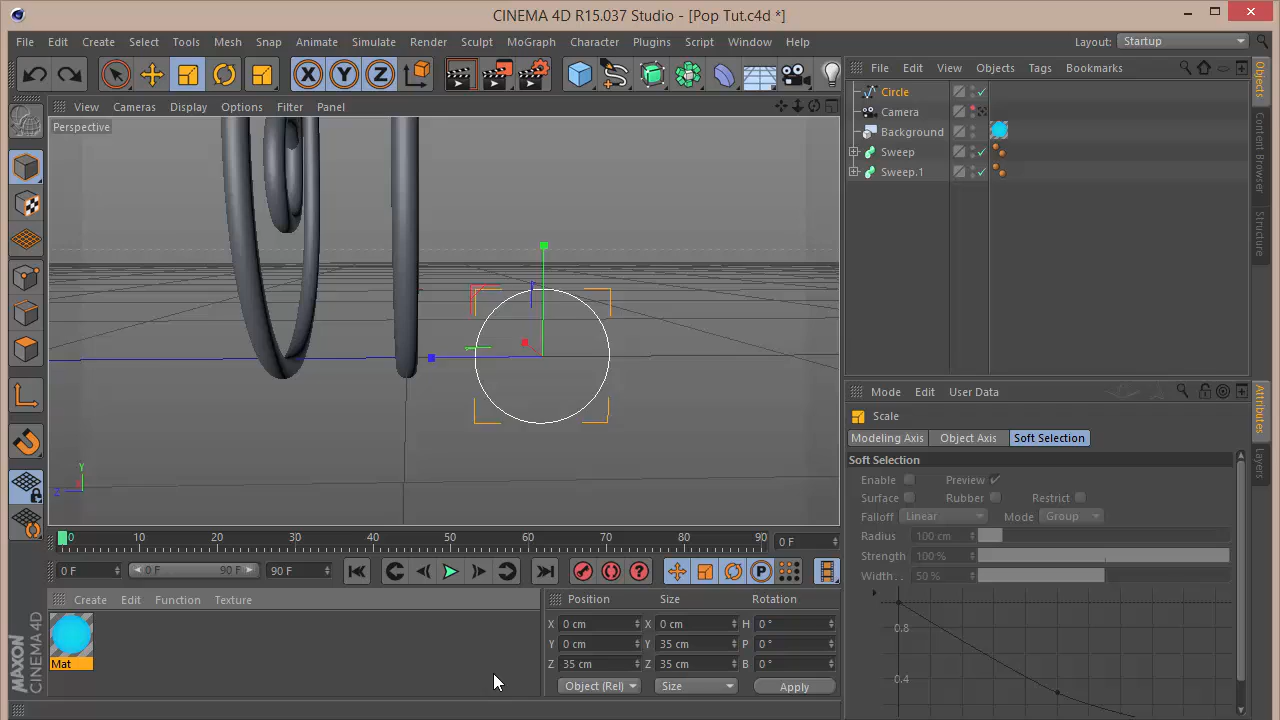 CINEMA 4D R15.037 Studio - [Pop Tut.c4d *]
File Edit Create Select Tools Mesh Snap Animate Simulate Render Sculpt MoGraph Character Plugins Script Window Help Layout: Startup
X Y Z
File Edit View Objects Tags Bookmarks
View Cameras Display Options Filter Panel
Perspective
Circle
Camera
Background
Sweep
Sweep.1
Objects
Content Browser
Structure
Y
X
Z
Mode Edit User Data
Scale
Modeling Axis Object Axis Soft Selection
Soft Selection
Enable Preview
Surface Rubber Restrict
Falloff Linear Mode Group
Radius 100 cm
Strength 100 %
Width . . 50 %
0.8
0.4
Attributes
Layers
0 10 20 30 40 50 60 70 80 90 0 F
0 F 0 F 90 F 90 F
P
Create Edit Function Texture
Mat
Position Size Rotation
X 0 cm X 0 cm H 0 °
Y 0 cm Y 35 cm P 0 °
Z 35 cm Z 35 cm B 0 °
Object (Rel) Size Apply
MAXON
CINEMA 4D